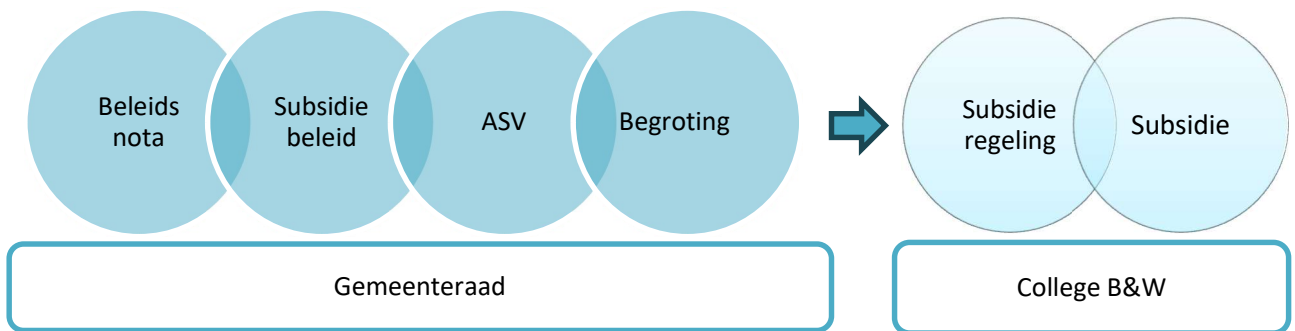 Beleids
nota
Subsidie
beleid
ASV
Begroting
Subsidie
regeling
Subsidie
Gemeenteraad
College B&W